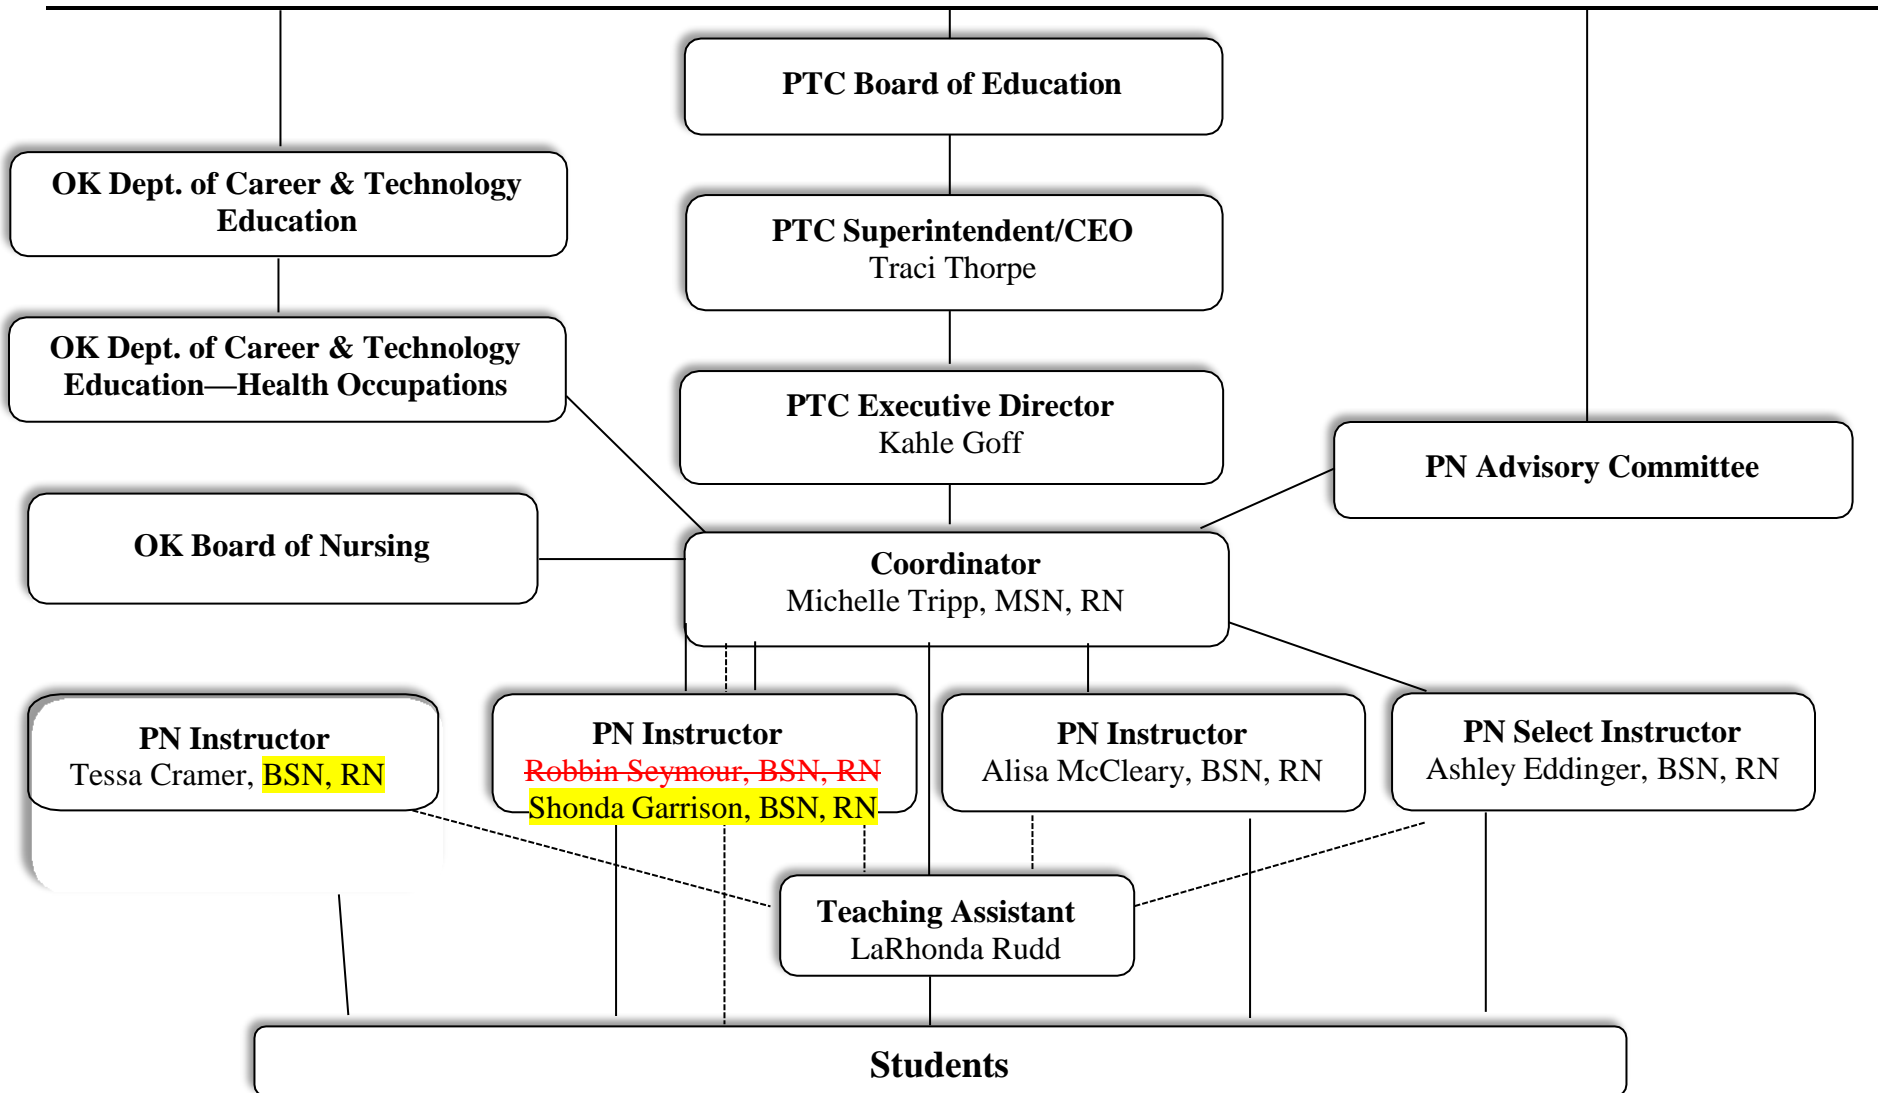 PTC Board of Education
OK Dept. of Career & Technology
Education
PTC Superintendent/CEO
Traci Thorpe
OK Dept. of Career & Technology
Education—Health Occupations
PTC Executive Director
Kahle Goff
PN Advisory Committee
OK Board of Nursing
Coordinator
Michelle Tripp, MSN, RN
PN Instructor
Tessa Cramer, BSN, RN
PN Instructor
Robbin Seymour, BSN, RN
Shonda Garrison, BSN, RN
PN Instructor
Alisa McCleary, BSN, RN
PN Select Instructor
Ashley Eddinger, BSN, RN
Teaching Assistant
LaRhonda Rudd
Students